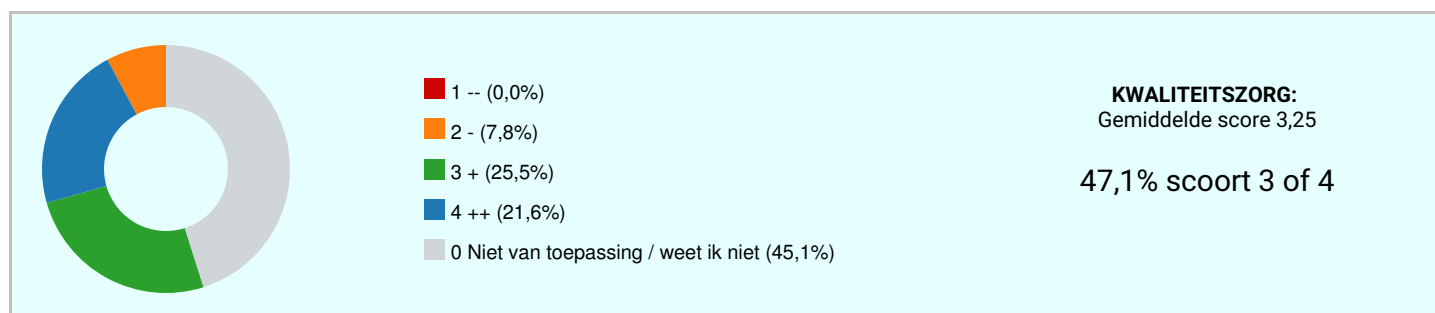 1 -- (0,0%)
2 - (7,8%)
3 + (25,5%)
4 ++ (21,6%)
0 Niet van toepassing / weet ik niet (45,1%)
KWALITEITSZORG:
Gemiddelde score 3,25
47,1% scoort 3 of 4